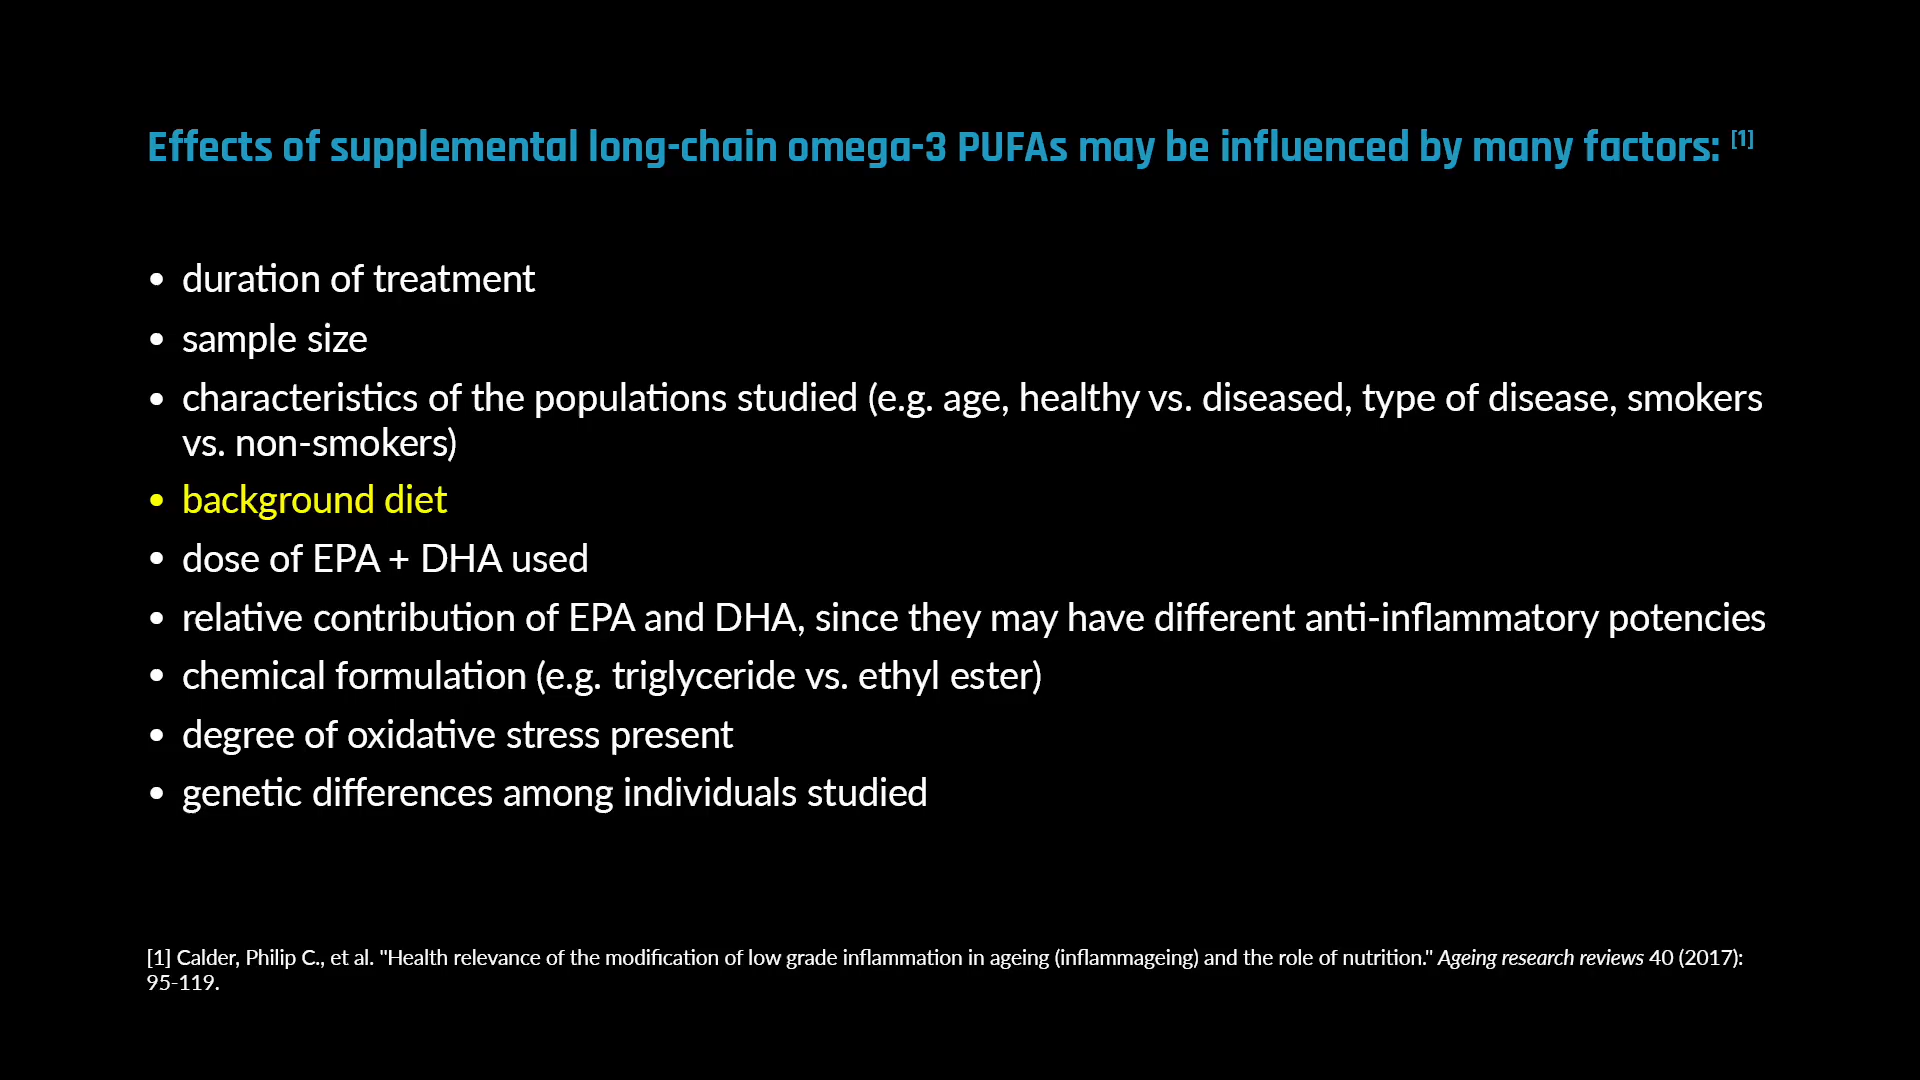 Effects of supplemental long-chain omega-3 PUFAs may be influenced by many factors: [1]
• duration of treatment
• sample size
• characteristics of the populations studied (e.g. age, healthy vs. diseased, type of disease, smokers
vs. non-smokers)
• background diet
• dose of EPA + DHA used
• relative contribution of EPA and DHA, since they may have different anti-inflammatory potencies
• chemical formulation (e.g. triglyceride vs. ethyl ester)
• degree of oxidative stress present
• genetic differences among individuals studied
[1] Calder, Philip C., et al. "Health relevance of the modification of low grade inflammation in ageing (inflammageing) and the role of nutrition." Ageing research reviews 40 (2017):
95-119.